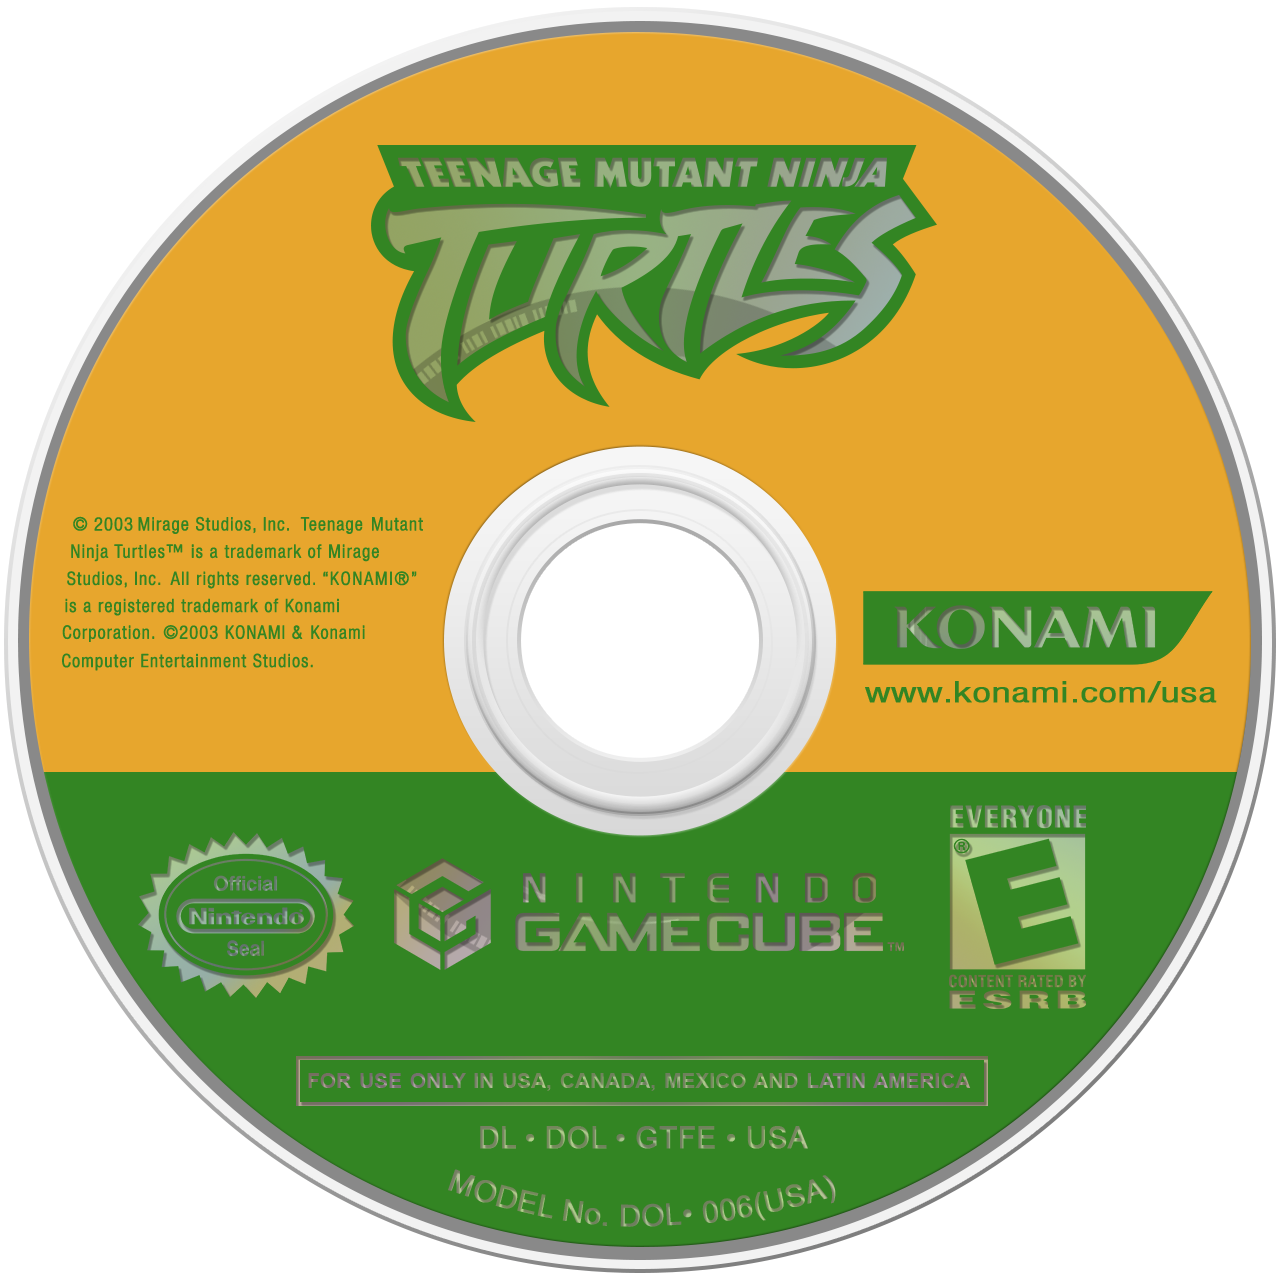 TEENAGE MUTANT NINJA
TURTLES
© 2003 Mirage Studios, Inc. Teenage Mutant
Ninja Turtles™ is a trademark of Mirage
Studios, Inc. All rights reserved. "KONAMI®"
is a registered trademark of Konami
Corporation. ©2003 KONAMI & Konami
Computer Entertainment Studios.
KONAMI
www.konami.com/usa
Official
Nintendo
Seal
NINTENDO
GAMECUBE™
EVERYONE
E®
CONTENT RATED BY
ESRB
FOR USE ONLY IN USA, CANADA, MEXICO AND LATIN AMERICA
DL • DOL • GTFE • USA
MODEL No. DOL• 006(USA)